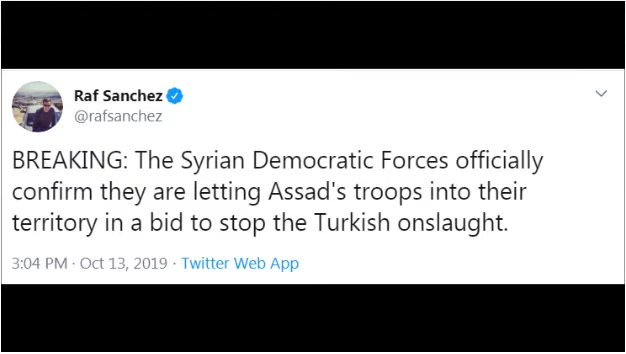 Raf Sanchez
@rafsanchez
BREAKING: The Syrian Democratic Forces officially
confirm they are letting Assad's troops into their
territory in a bid to stop the Turkish onslaught.
3:04 PM · Oct 13, 2019 · Twitter Web App